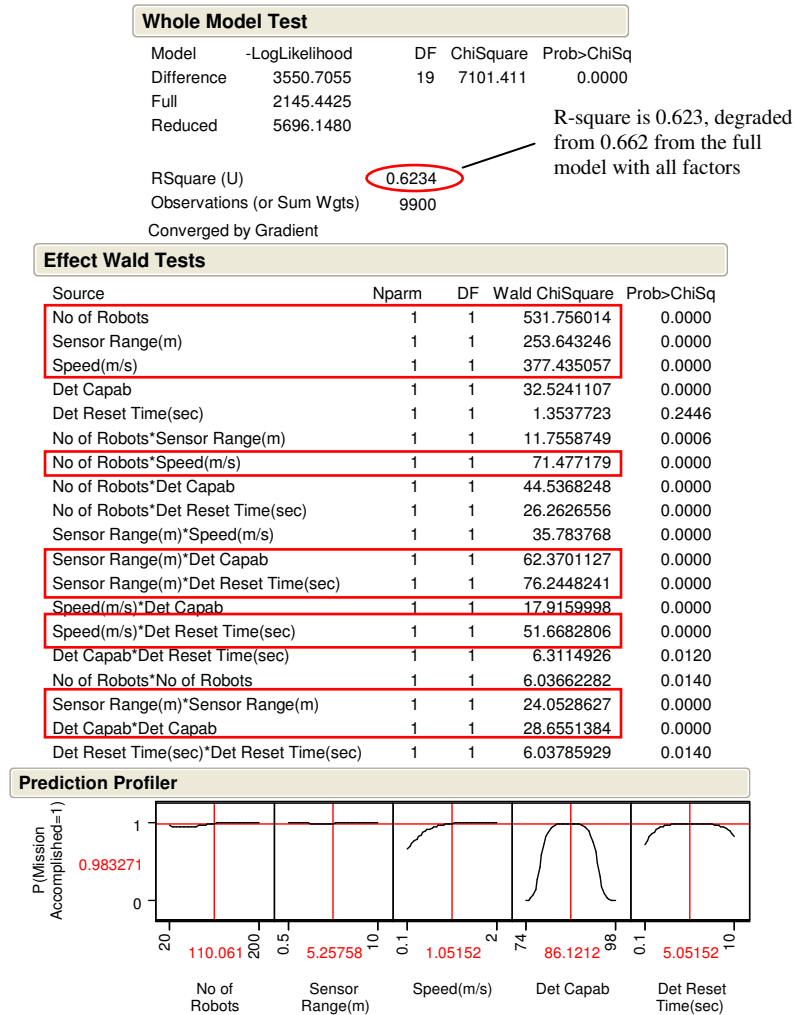 Whole Model Test
Model -LogLikelihood DF ChiSquare Prob>ChiSq
Difference 3550.7055 19 7101.411 0.0000
Full 2145.4425
Reduced 5696.1480
R-square is 0.623, degraded
from 0.662 from the full
model with all factors
RSquare (U) 0.6234
Observations (or Sum Wgts) 9900
Converged by Gradient
Effect Wald Tests
Source Nparm DF Wald ChiSquare Prob>ChiSq
No of Robots 1 1 531.756014 0.0000
Sensor Range(m) 1 1 253.643246 0.0000
Speed(m/s) 1 1 377.435057 0.0000
Det Capab 1 1 32.5241107 0.0000
Det Reset Time(sec) 1 1 1.3537723 0.2446
No of Robots*Sensor Range(m) 1 1 11.7558749 0.0006
No of Robots*Speed(m/s) 1 1 71.477179 0.0000
No of Robots*Det Capab 1 1 44.5368248 0.0000
No of Robots*Det Reset Time(sec) 1 1 26.2626556 0.0000
Sensor Range(m)*Speed(m/s) 1 1 35.783768 0.0000
Sensor Range(m)*Det Capab 1 1 62.3701127 0.0000
Sensor Range(m)*Det Reset Time(sec) 1 1 76.2448241 0.0000
Speed(m/s)*Det Capab 1 1 17.9159998 0.0000
Speed(m/s)*Det Reset Time(sec) 1 1 51.6682806 0.0000
Det Capab*Det Reset Time(sec) 1 1 6.3114926 0.0120
No of Robots*No of Robots 1 1 6.03662282 0.0140
Sensor Range(m)*Sensor Range(m) 1 1 24.0528627 0.0000
Det Capab*Det Capab 1 1 28.6551384 0.0000
Det Reset Time(sec)*Det Reset Time(sec) 1 1 6.03785929 0.0140
Prediction Profiler
P(Mission
Accomplished=1)
1
0.983271
0
20 110.061 200 0.5 5.25758 10 0.1 1.05152 2 74 86.1212 98 0.1 5.05152 10
No of Sensor Speed(m/s) Det Capab Det Reset
Robots Range(m) Time(sec)